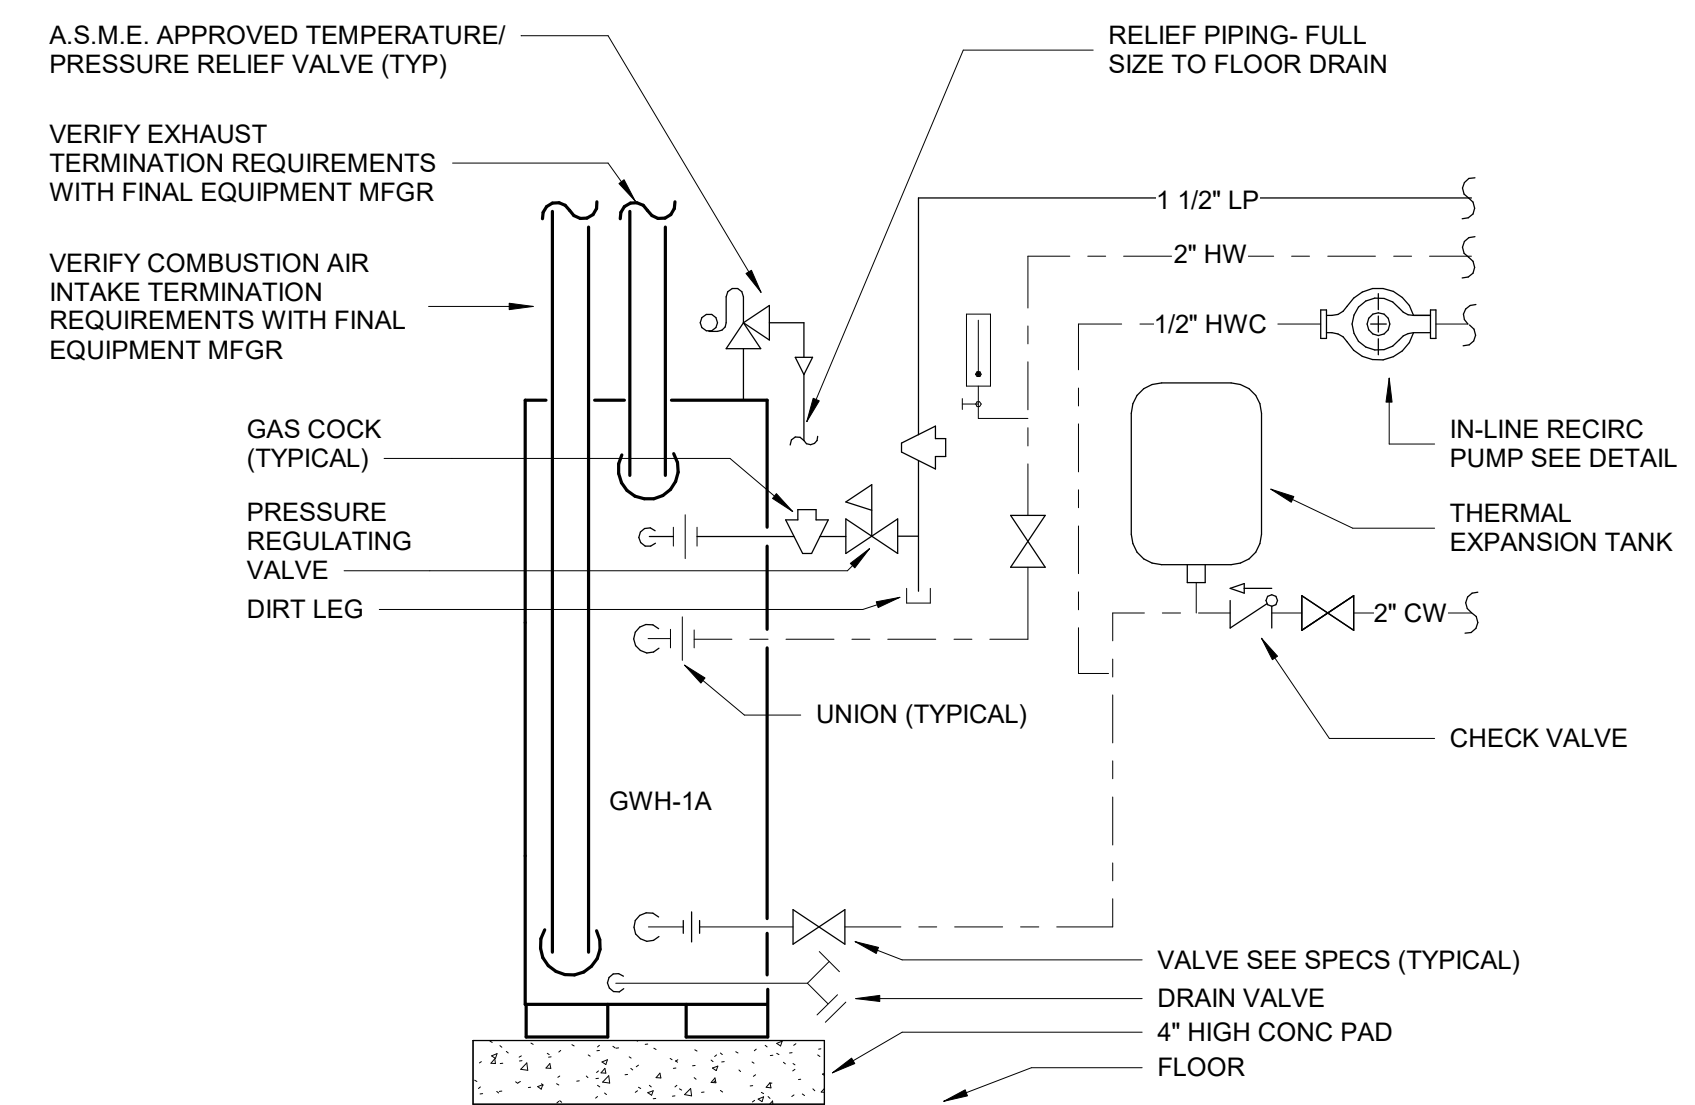 A.S.M.E. APPROVED TEMPERATURE/
PRESSURE RELIEF VALVE (TYP)
RELIEF PIPING- FULL
SIZE TO FLOOR DRAIN
VERIFY EXHAUST
TERMINATION REQUIREMENTS
WITH FINAL EQUIPMENT MFGR
1 1/2" LP
2" HW
VERIFY COMBUSTION AIR
INTAKE TERMINATION
REQUIREMENTS WITH FINAL
EQUIPMENT MFGR
1/2" HWC
GAS COCK
(TYPICAL)
IN-LINE RECIRC
PUMP SEE DETAIL
PRESSURE
REGULATING
VALVE
THERMAL
EXPANSION TANK
DIRT LEG
2" CW
UNION (TYPICAL)
CHECK VALVE
GWH-1A
VALVE SEE SPECS (TYPICAL)
DRAIN VALVE
4" HIGH CONC PAD
FLOOR